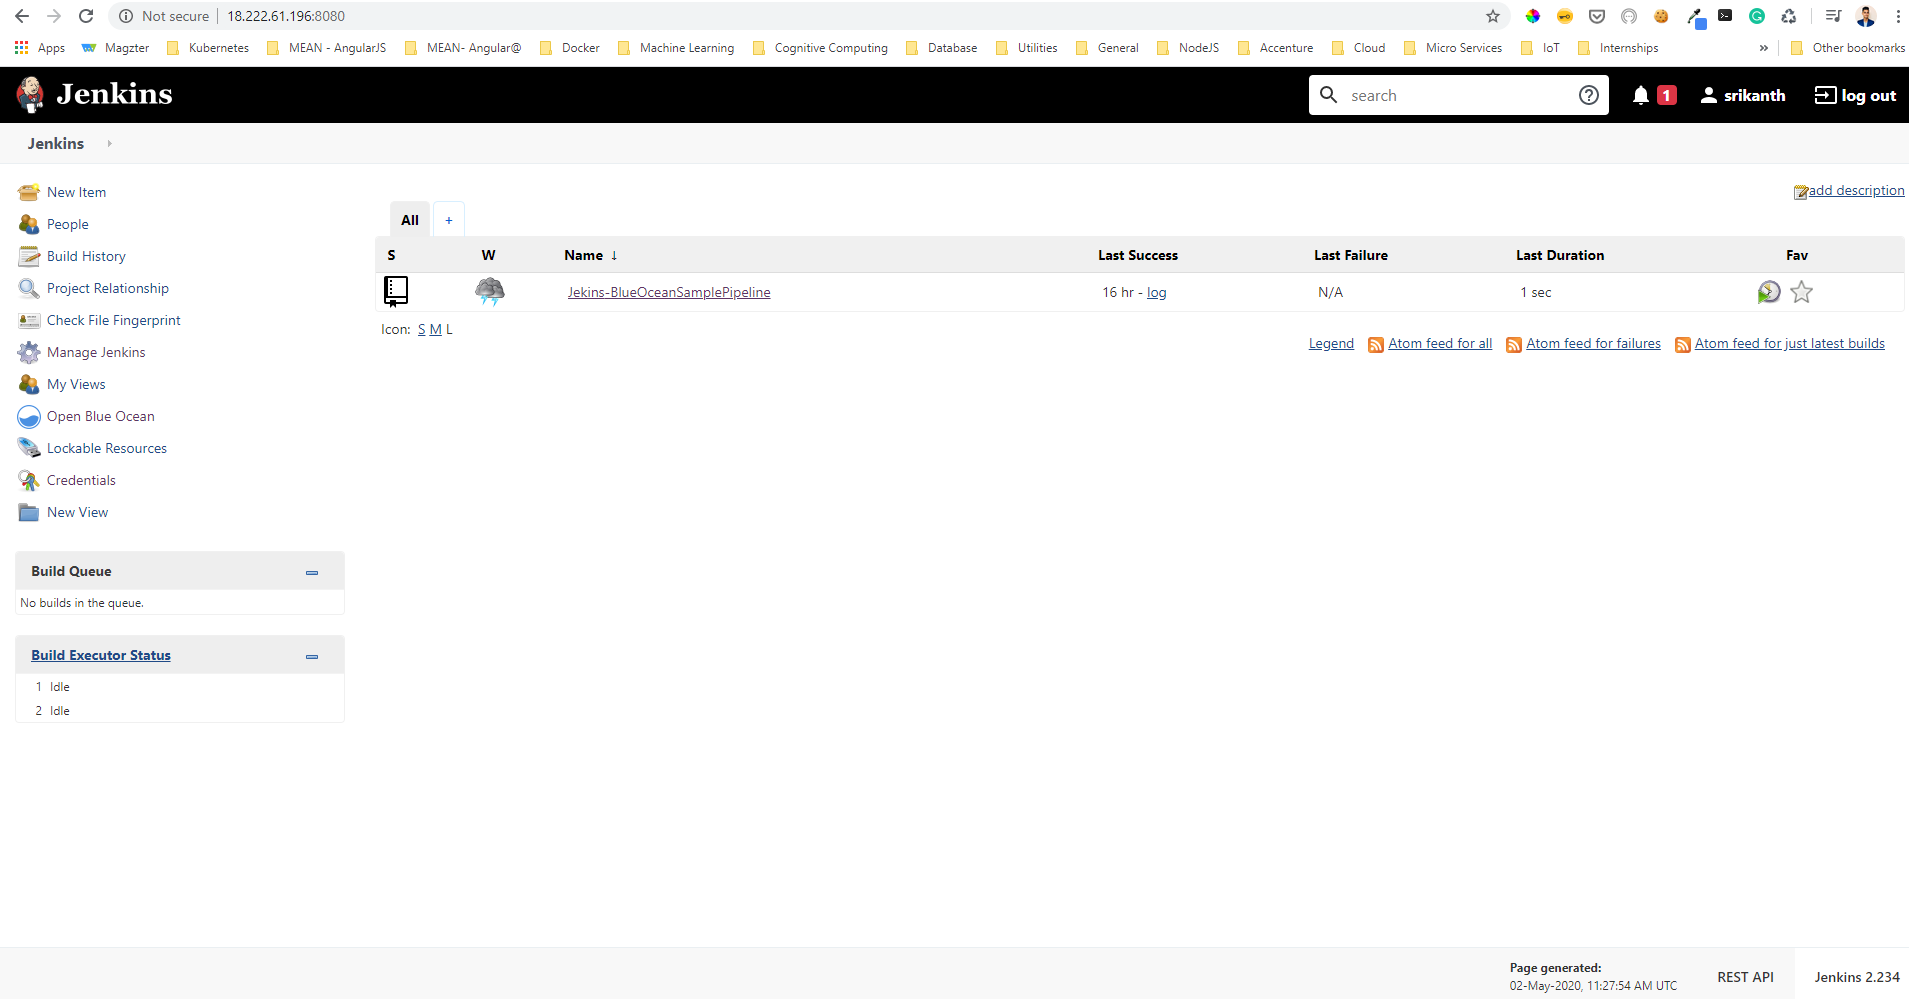 Not secure | 18.222.61.196:8080
Apps Magzter Kubernetes MEAN - AngularJS MEAN- Angular@ Docker Machine Learning Cognitive Computing Database Utilities General NodeJS Accenture Cloud Micro Services IoT Internships » Other bookmarks
Jenkins search 1 srikanth log out
Jenkins
New Item
People
Build History
Project Relationship
Check File Fingerprint
Manage Jenkins
My Views
Open Blue Ocean
Lockable Resources
Credentials
New View
Build Queue
No builds in the queue.
Build Executor Status
1 Idle
2 Idle
add description
All +
S W Name ↓ Last Success Last Failure Last Duration Fav
Jekins-BlueOceanSamplePipeline 16 hr - log N/A 1 sec
Icon: S M L
Legend Atom feed for all Atom feed for failures Atom feed for just latest builds
Page generated:
02-May-2020, 11:27:54 AM UTC
REST API
Jenkins 2.234